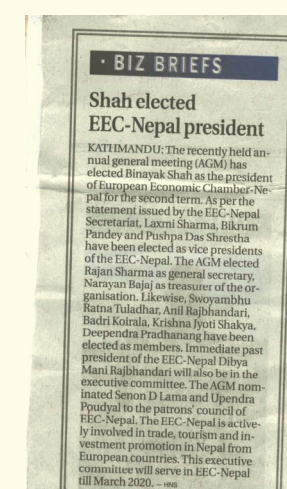 • BIZ BRIEFS
Shah elected
EEC-Nepal president
KATHMANDU: The recently held an-
nual general meeting (AGM) has
elected Binayak Shah as the president
of European Economic Chamber-Ne-
pal for the second term. As per the
statement issued by the EEC-Nepal
Secretariat, Laxmi Sharma, Bikrum
Pandey and Pushpa Das Shrestha
have been elected as vice presidents
of the EEC-Nepal. The AGM elected
Rajan Sharma as general secretary,
Narayan Bajaj as treasurer of the or-
ganisation. Likewise, Swoyambhu
Ratna Tuladhar, Anil Rajbhandari,
Badri Koirala, Krishna Jyoti Shakya,
Deependra Pradhanang have been
elected as members. Immediate past
president of the EEC-Nepal Dibya
Mani Rajbhandari will also be in the
executive committee. The AGM nom-
inated Senon D Lama and Upendra
Poudyal to the patrons' council of
EEC-Nepal. The EEC-Nepal is active-
ly involved in trade, tourism and in-
vestment promotion in Nepal from
European countries. This executive
committee will serve in EEC-Nepal
till March 2020. – HNS